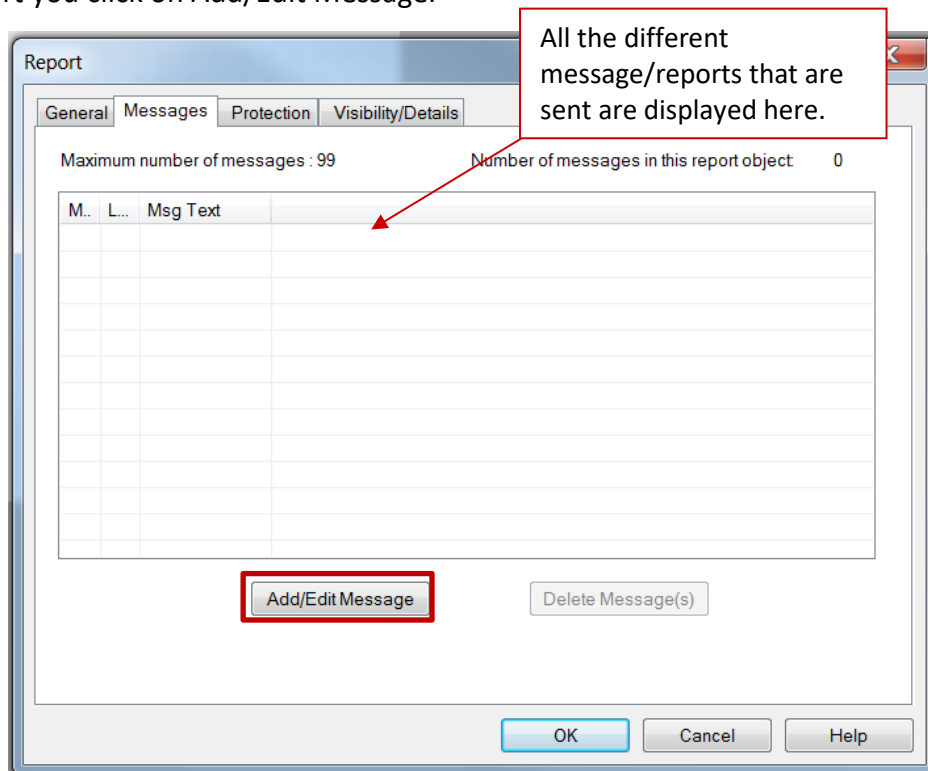 you click on Add/Edit Message.
All the different
message/reports that are
sent are displayed here.
Report
General Messages Protection Visibility/Details
Maximum number of messages : 99 Number of messages in this report object: 0
M.. L... Msg Text
Add/Edit Message Delete Message(s)
OK Cancel Help